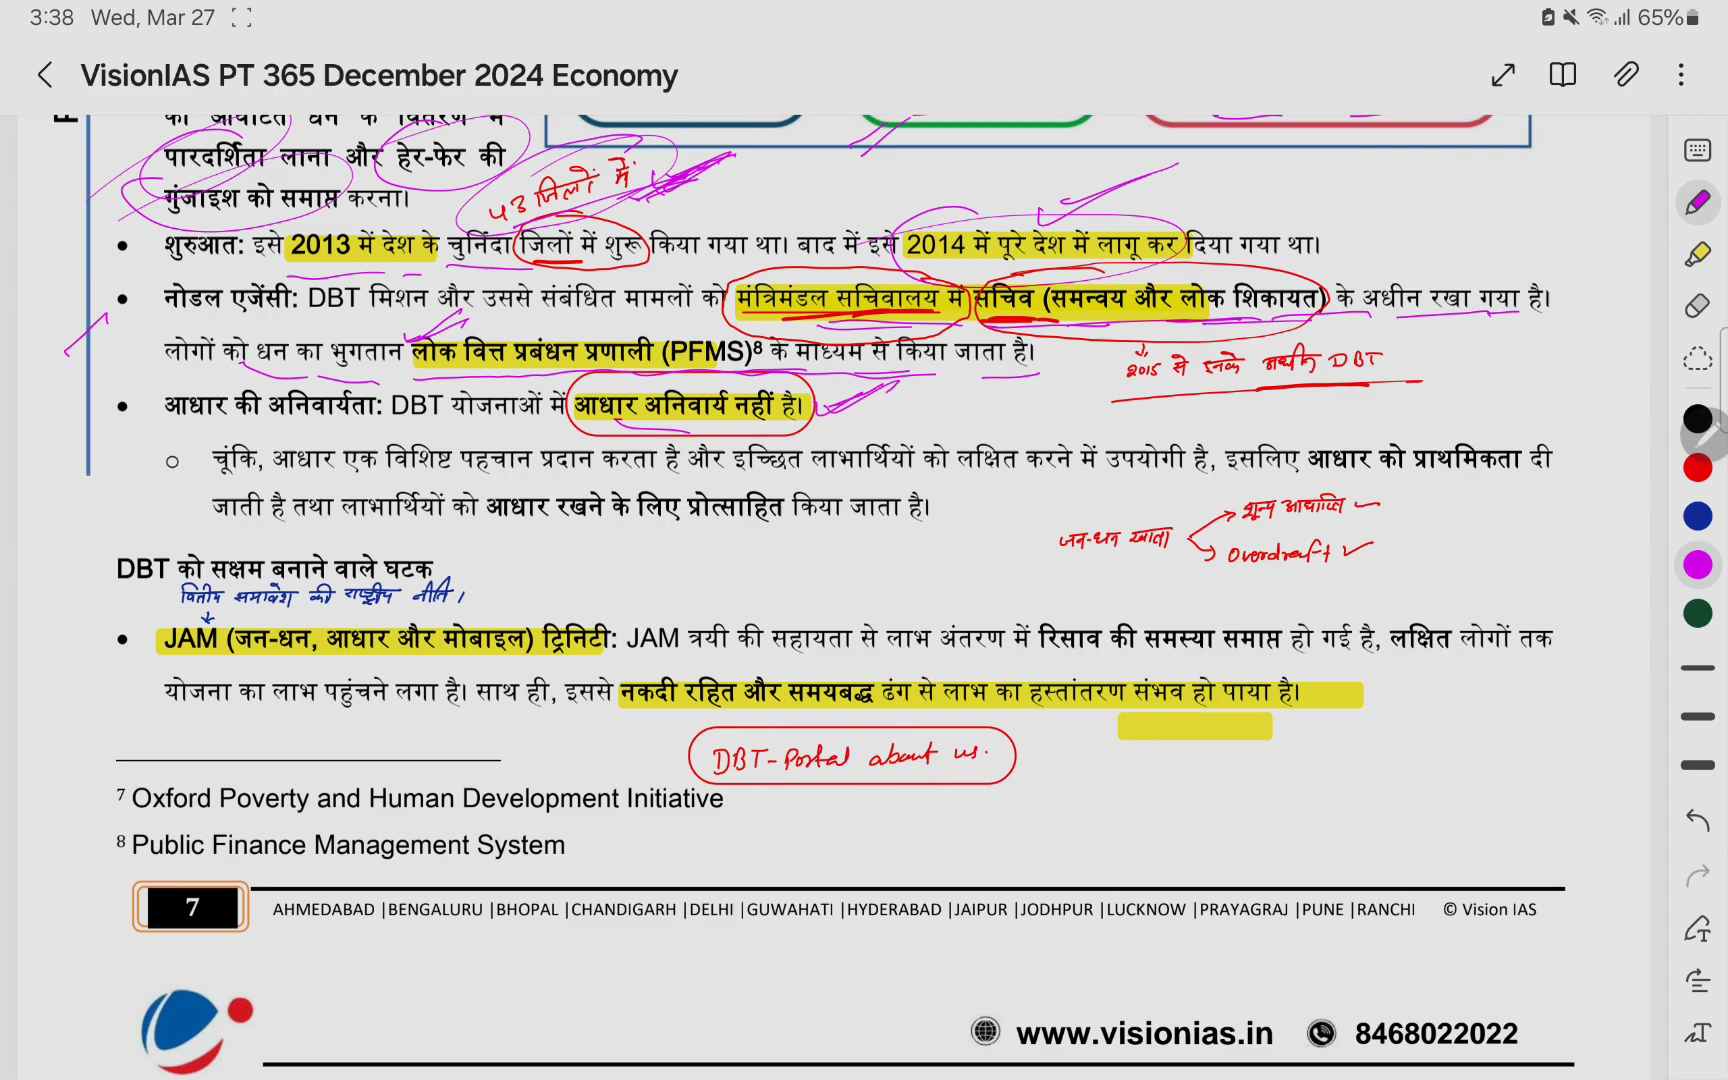 3:38 Wed, Mar 27
65%
VisionIAS PT 365 December 2024 Economy
को आवंटित धन के वितरण में
पारदर्शिता लाना और हेर-फेर की
गुंजाइश को समाप्त करना।
43 जिलों में
• शुरुआत: इसे 2013 में देश के चुनिंदा जिलों में शुरू किया गया था। बाद में इसे 2014 में पूरे देश में लागू कर दिया गया था।
• नोडल एजेंसी: DBT मिशन और उससे संबंधित मामलों को मंत्रिमंडल सचिवालय में सचिव (समन्वय और लोक शिकायत) के अधीन रखा गया है।
लोगों को धन का भुगतान लोक वित्त प्रबंधन प्रणाली (PFMS)⁸ के माध्यम से किया जाता है।
2015 से इनके अधीन DBT
• आधार की अनिवार्यता: DBT योजनाओं में आधार अनिवार्य नहीं है।
○ चूंकि, आधार एक विशिष्ट पहचान प्रदान करता है और इच्छित लाभार्थियों को लक्षित करने में उपयोगी है, इसलिए आधार को प्राथमिकता दी
जाती है तथा लाभार्थियों को आधार रखने के लिए प्रोत्साहित किया जाता है।
शून्य
जन-धन खाता
Overdraft
DBT को सक्षम बनाने वाले घटक
वित्तीय समावेश की राष्ट्रीय नीति।
• JAM (जन-धन, आधार और मोबाइल) ट्रिनिटी: JAM त्रयी की सहायता से लाभ अंतरण में रिसाव की समस्या समाप्त हो गई है, लक्षित लोगों तक
योजना का लाभ पहुंचने लगा है। साथ ही, इससे नकदी रहित और समयबद्ध ढंग से लाभ का हस्तांतरण संभव हो पाया है।
DBT-Portal about us.
⁷ Oxford Poverty and Human Development Initiative
⁸ Public Finance Management System
7 AHMEDABAD |BENGALURU |BHOPAL |CHANDIGARH |DELHI |GUWAHATI |HYDERABAD |JAIPUR |JODHPUR |LUCKNOW |PRAYAGRAJ |PUNE |RANCHI © Vision IAS
www.visionias.in 8468022022